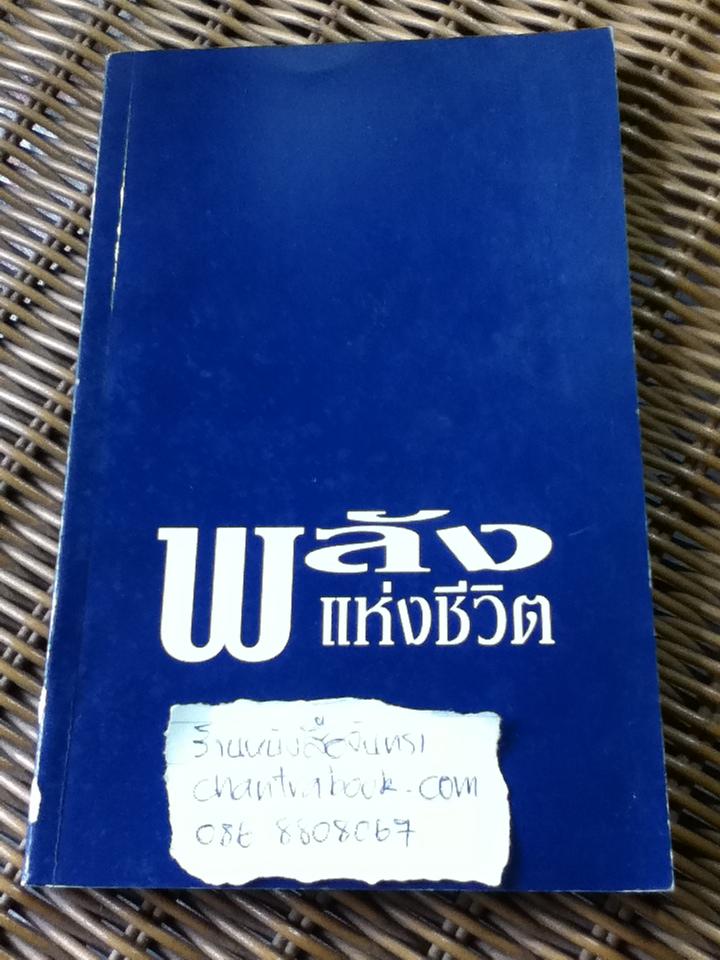 พลัง
แห่งชีวิต
ร้านหนังสือจันทรา
chantrabook.com
086 8808067